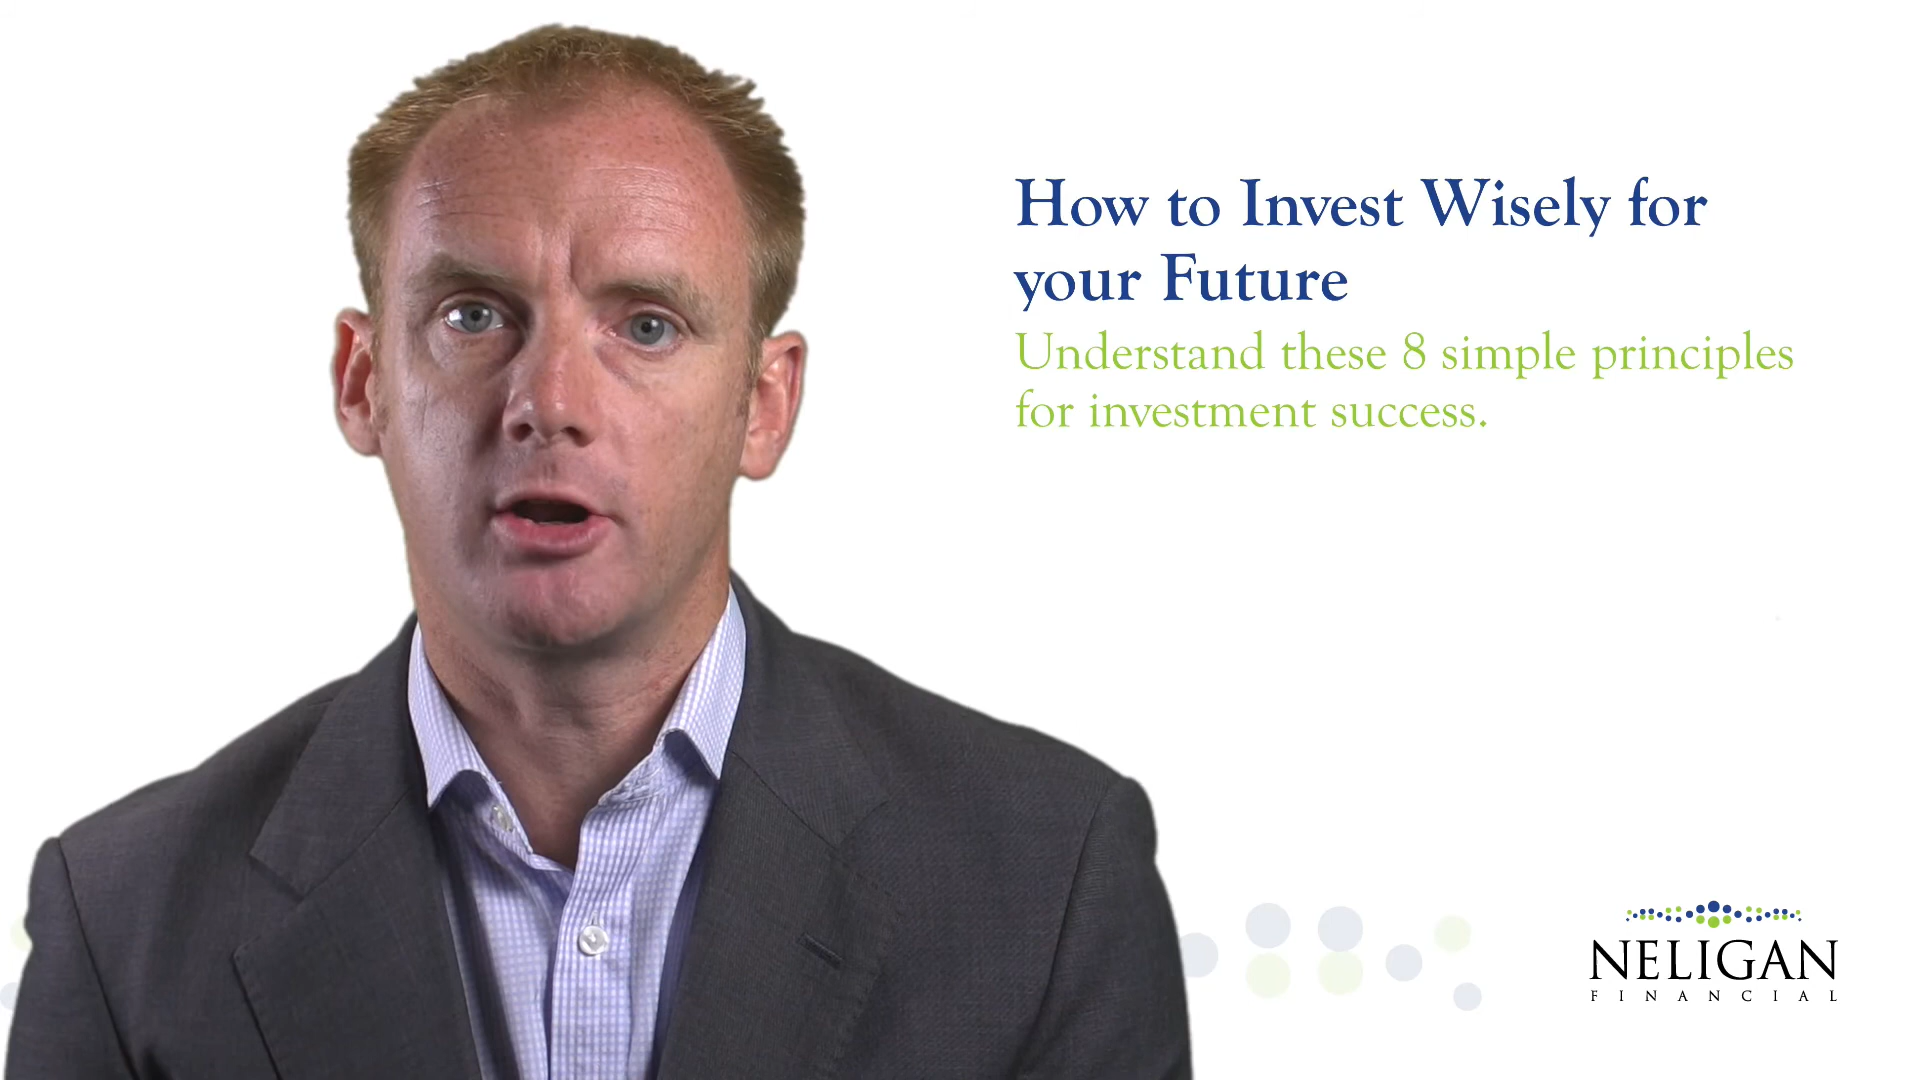 How to Invest Wisely for
your Future
Understand these 8 simple principles
for investment success.
NELIGAN
FINANCIAL